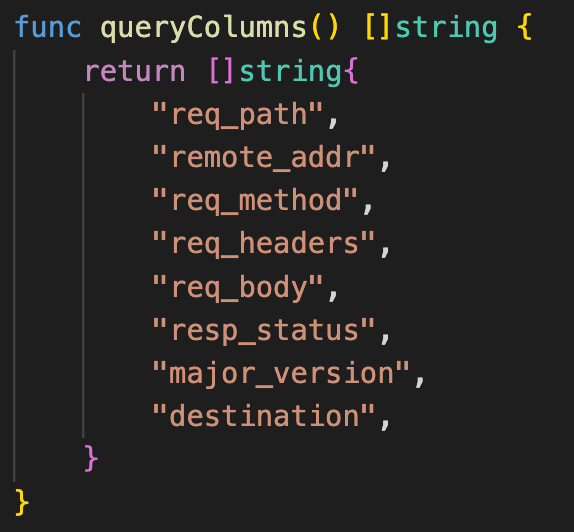 func queryColumns() []string {
    return []string{
        "req_path",
        "remote_addr",
        "req_method",
        "req_headers",
        "req_body",
        "resp_status",
        "major_version",
        "destination",
    }
}